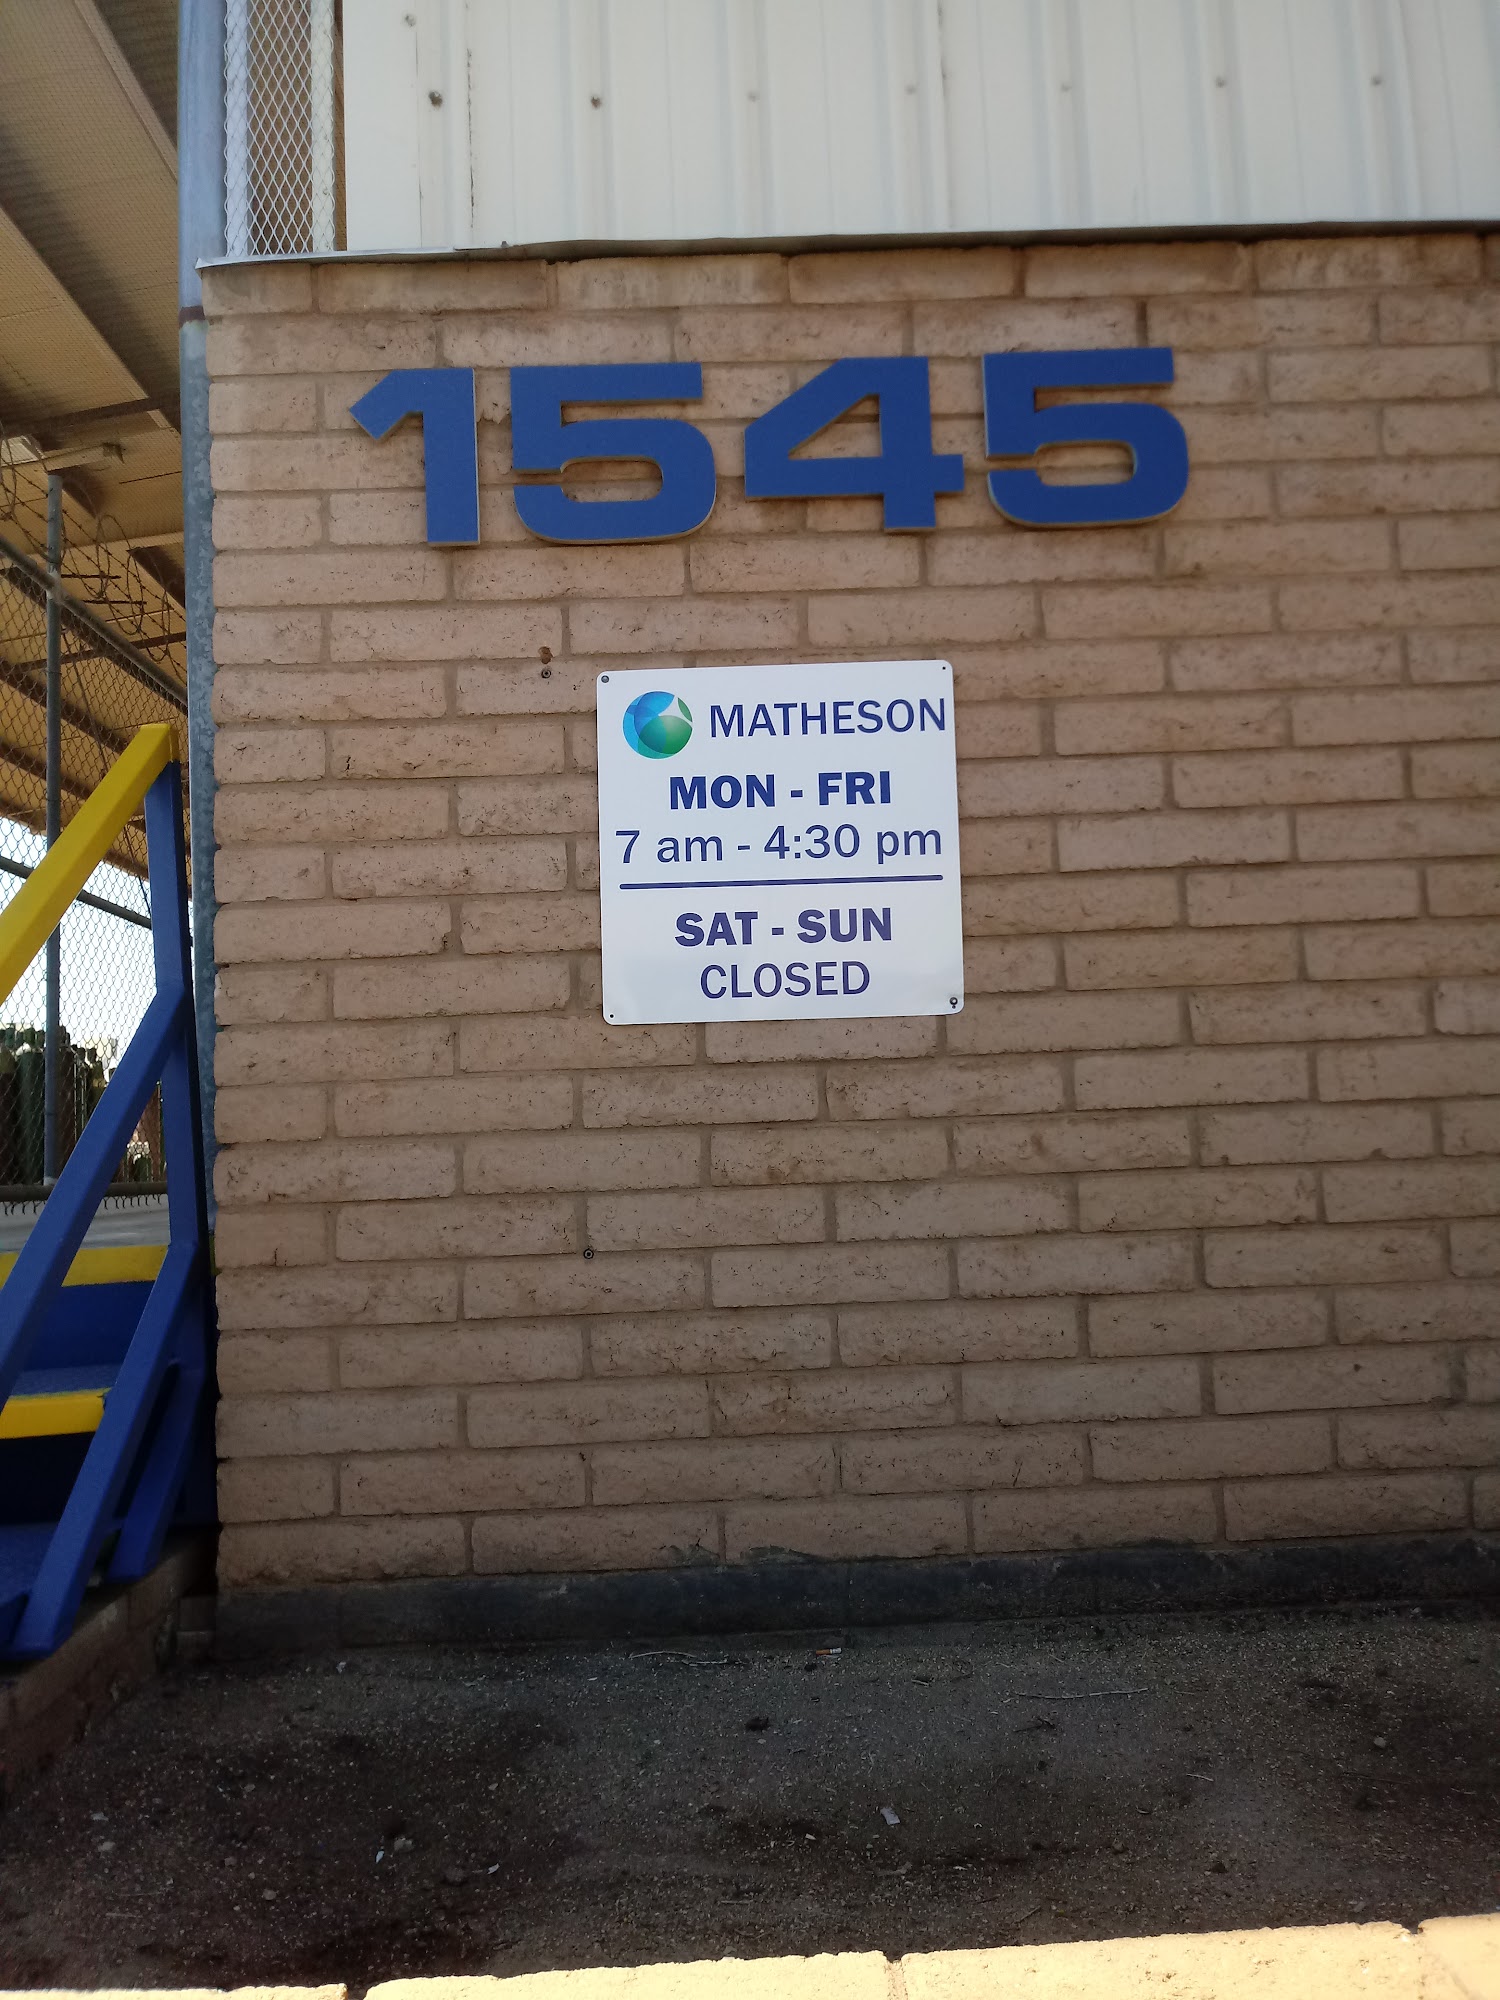 1545
MATHESON
MON - FRI
7 am - 4:30 pm
SAT - SUN
CLOSED